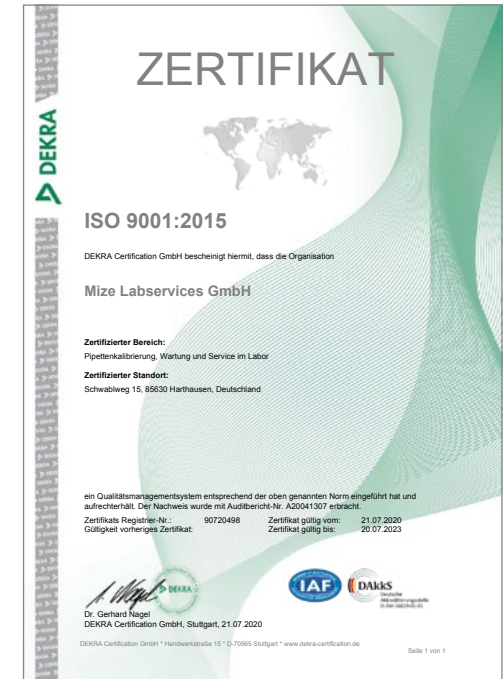 ZERTIFIKAT
DEKRA
ISO 9001:2015
DEKRA Certification GmbH bescheinigt hiermit, dass die Organisation
Mize Labservices GmbH
Zertifizierter Bereich:
Pipettenkalibrierung, Wartung und Service im Labor
Zertifizierter Standort:
Schwablweg 15, 85630 Harthausen, Deutschland
ein Qualitätsmanagementsystem entsprechend der oben genannten Norm eingeführt hat und
aufrechterhält. Der Nachweis wurde mit Auditbericht-Nr. A20041307 erbracht.
Zertifikats Registrier-Nr.: 90720498 Zertifikat gültig vom: 21.07.2020
Gültigkeit vorheriges Zertifikat: Zertifikat gültig bis: 20.07.2023
DEKRA
IAF
DAkkS
Deutsche
Akkreditierungsstelle
Dr. Gerhard Nagel
DEKRA Certification GmbH, Stuttgart, 21.07.2020
DEKRA Certification GmbH * Handwerkstraße 15 * D-70565 Stuttgart * www.dekra-certification.de
Seite 1 von 1